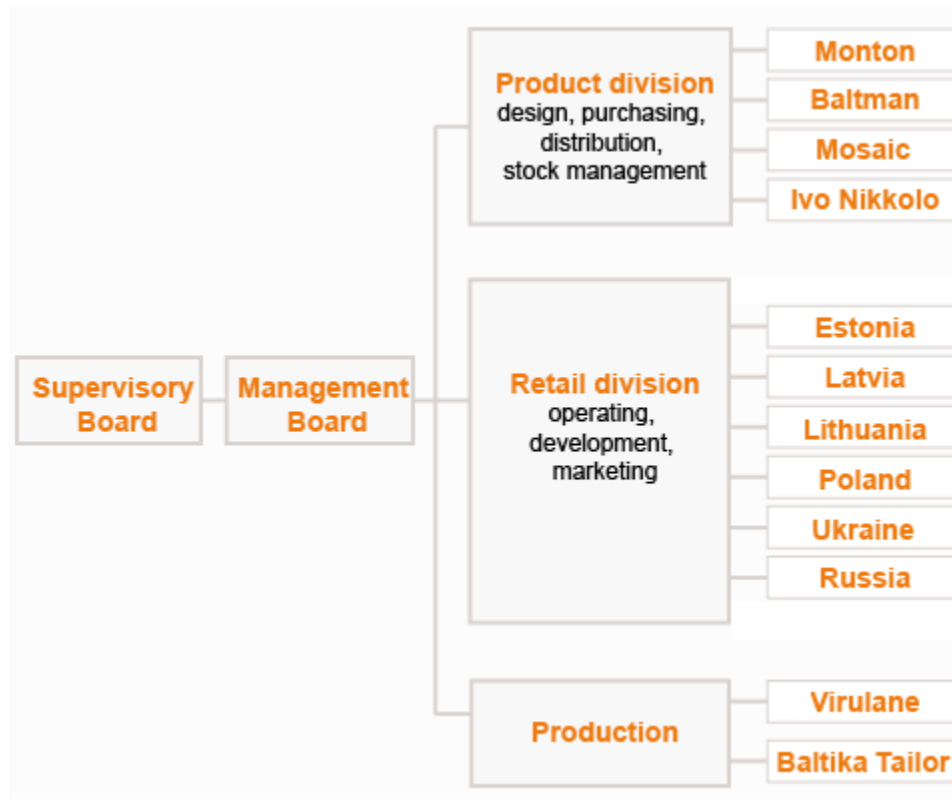 Supervisory
Board
Management
Board
Product division
design, purchasing,
distribution,
stock management
Monton
Baltman
Mosaic
Ivo Nikkolo
Retail division
operating,
development,
marketing
Estonia
Latvia
Lithuania
Poland
Ukraine
Russia
Production
Virulane
Baltika Tailor